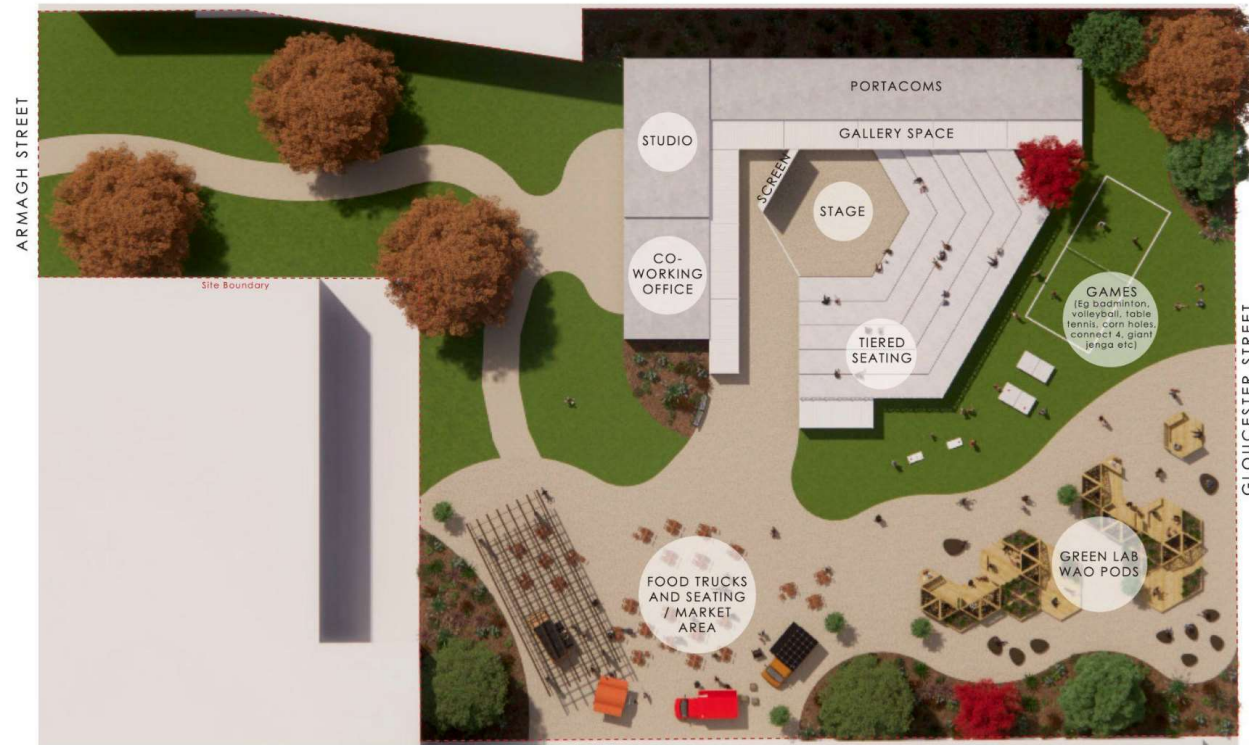 ARMAGH STREET
Site Boundary
STUDIO
PORTACOMS
GALLERY SPACE
SCREEN
STAGE
CO-
WORKING
OFFICE
TIERED
SEATING
GAMES
(Eg badminton,
volleyball, table
tennis, corn holes,
connect 4, giant
jenga etc)
GLOUCESTER STREET
FOOD TRUCKS
AND SEATING
/ MARKET
AREA
GREEN LAB
WAO PODS